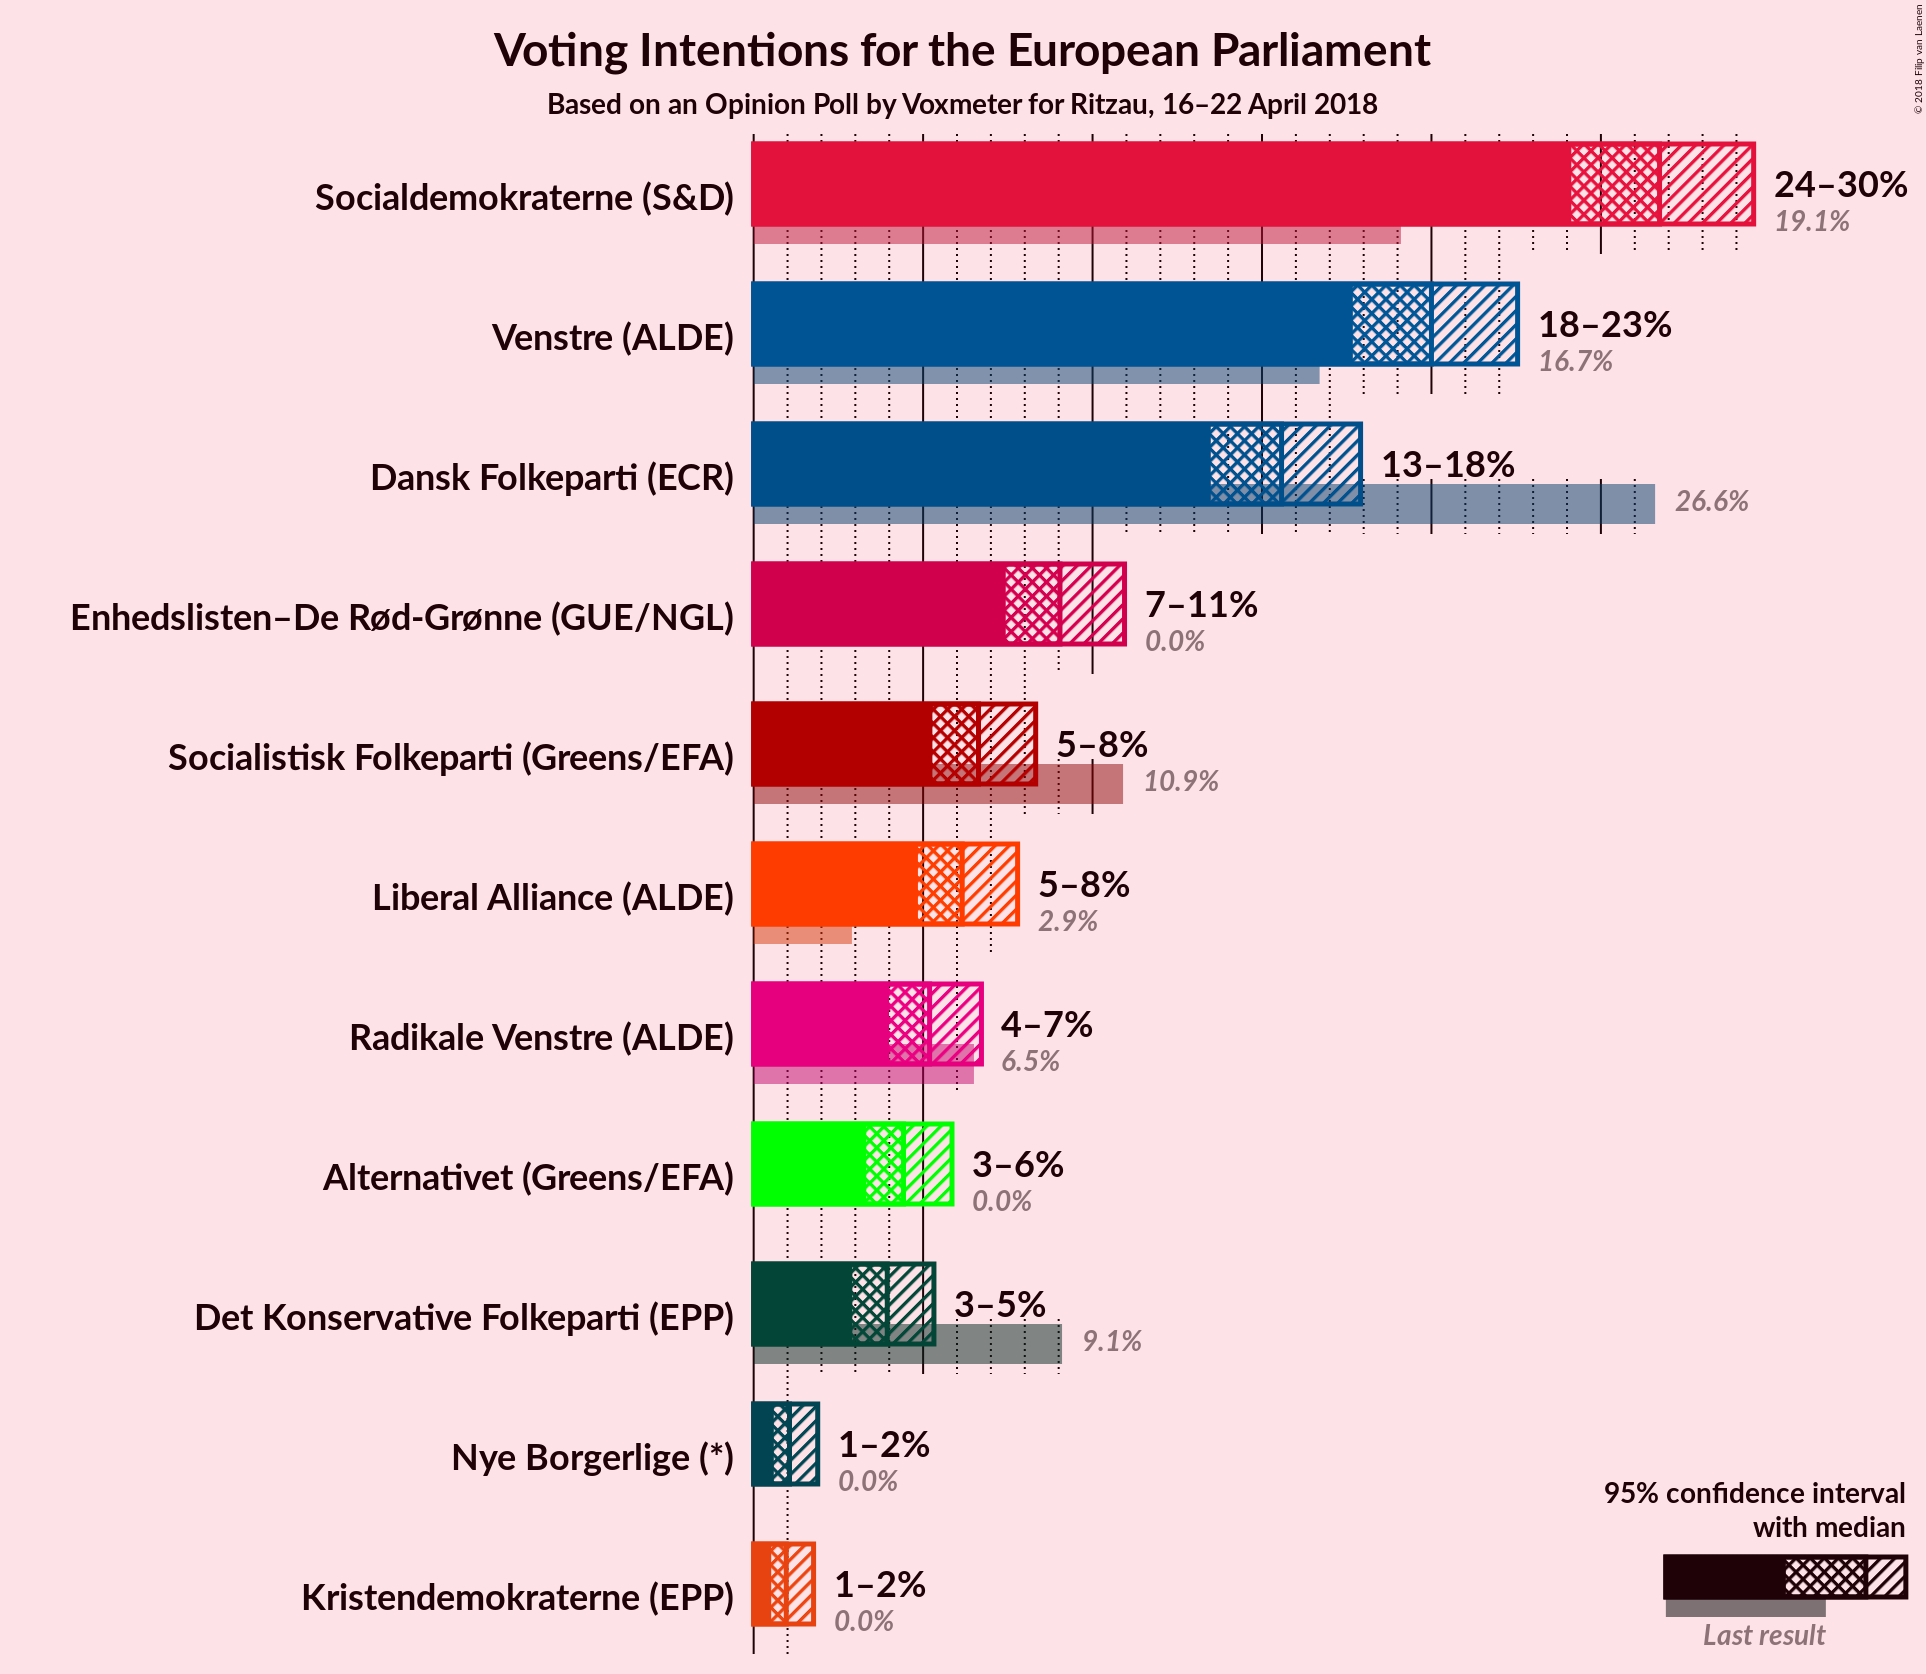 Voting Intentions for the European Parliament
Based on an Opinion Poll by Voxmeter for Ritzau, 16–22 April 2018
© 2018 Filip van Laenen
Socialdemokraterne (S&D)
24–30%
19.1%
Venstre (ALDE)
18–23%
16.7%
Dansk Folkeparti (ECR)
13–18%
26.6%
Enhedslisten–De Rød-Grønne (GUE/NGL)
7–11%
0.0%
Socialistisk Folkeparti (Greens/EFA)
5–8%
10.9%
Liberal Alliance (ALDE)
5–8%
2.9%
Radikale Venstre (ALDE)
4–7%
6.5%
Alternativet (Greens/EFA)
3–6%
0.0%
Det Konservative Folkeparti (EPP)
3–5%
9.1%
Nye Borgerlige (*)
1–2%
0.0%
Kristendemokraterne (EPP)
1–2%
0.0%
95% confidence interval
with median
Last result